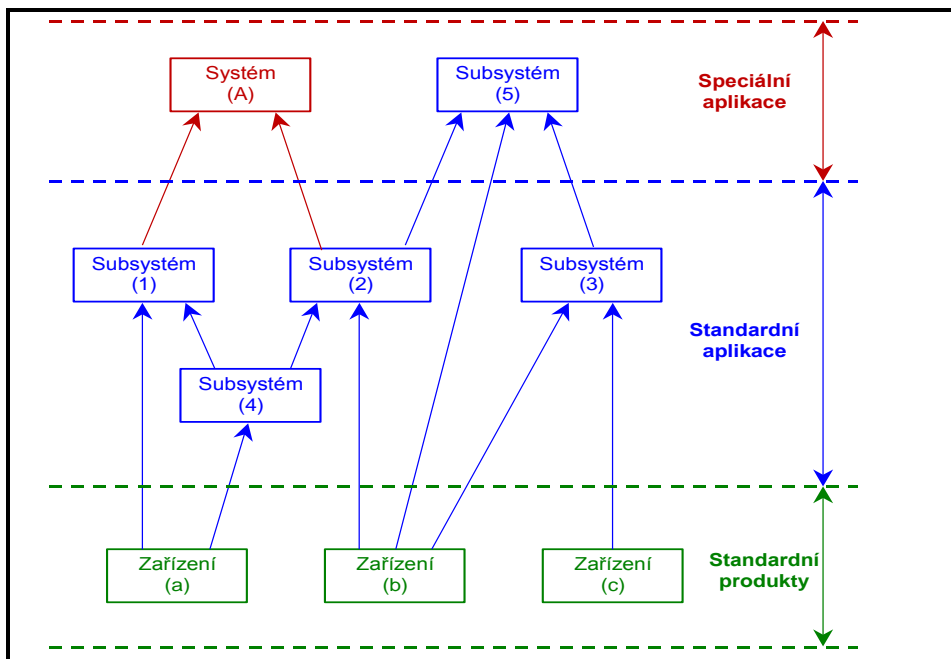 Systém
(A)
Subsystém
(5)
Speciální
aplikace
Subsystém
(1)
Subsystém
(2)
Subsystém
(3)
Standardní
aplikace
Subsystém
(4)
Zařízení
(a)
Zařízení
(b)
Zařízení
(c)
Standardní
produkty